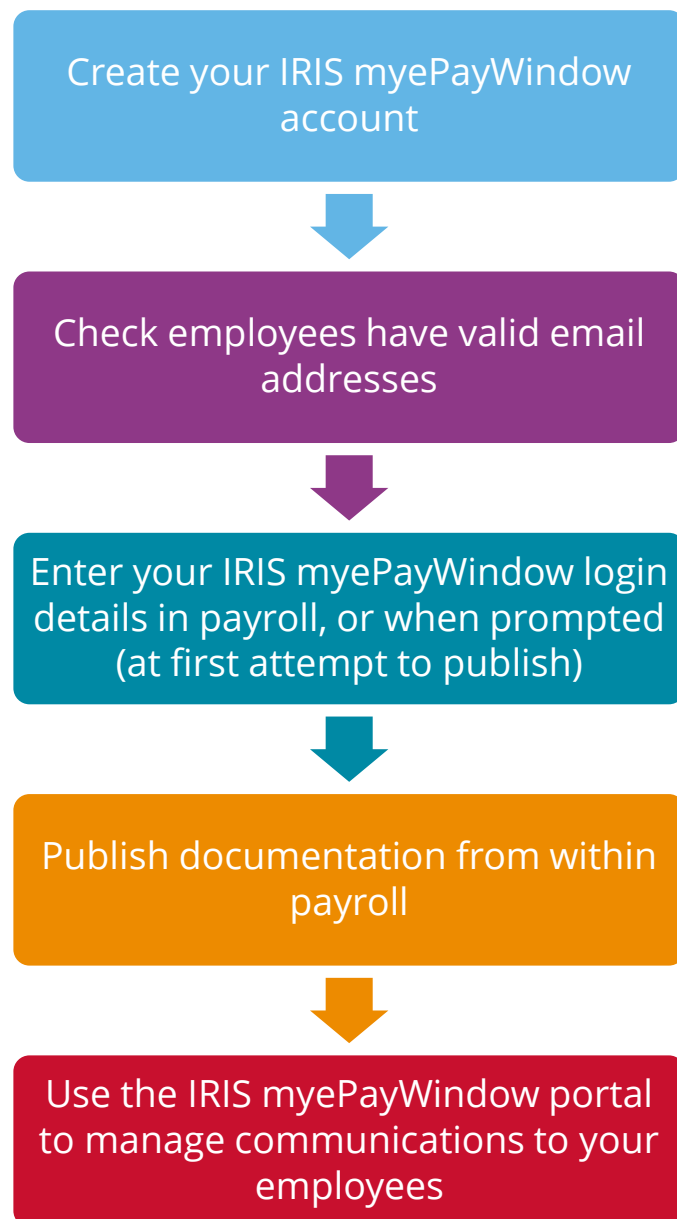 Create your IRIS myePayWindow
account
Check employees have valid email
addresses
Enter your IRIS myePayWindow login
details in payroll, or when prompted
(at first attempt to publish)
Publish documentation from within
payroll
Use the IRIS myePayWindow portal
to manage communications to your
employees